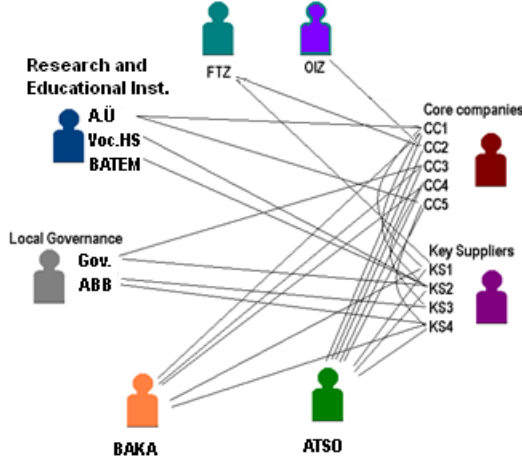 FTZ
OIZ
Research and
Educational Inst.
A.Ü
Voc.HS
BATEM
Core companies
CC1
CC2
CC3
CC4
CC5
Local Governance
Gov.
ABB
Key Suppliers
KS1
KS2
KS3
KS4
BAKA
ATSO